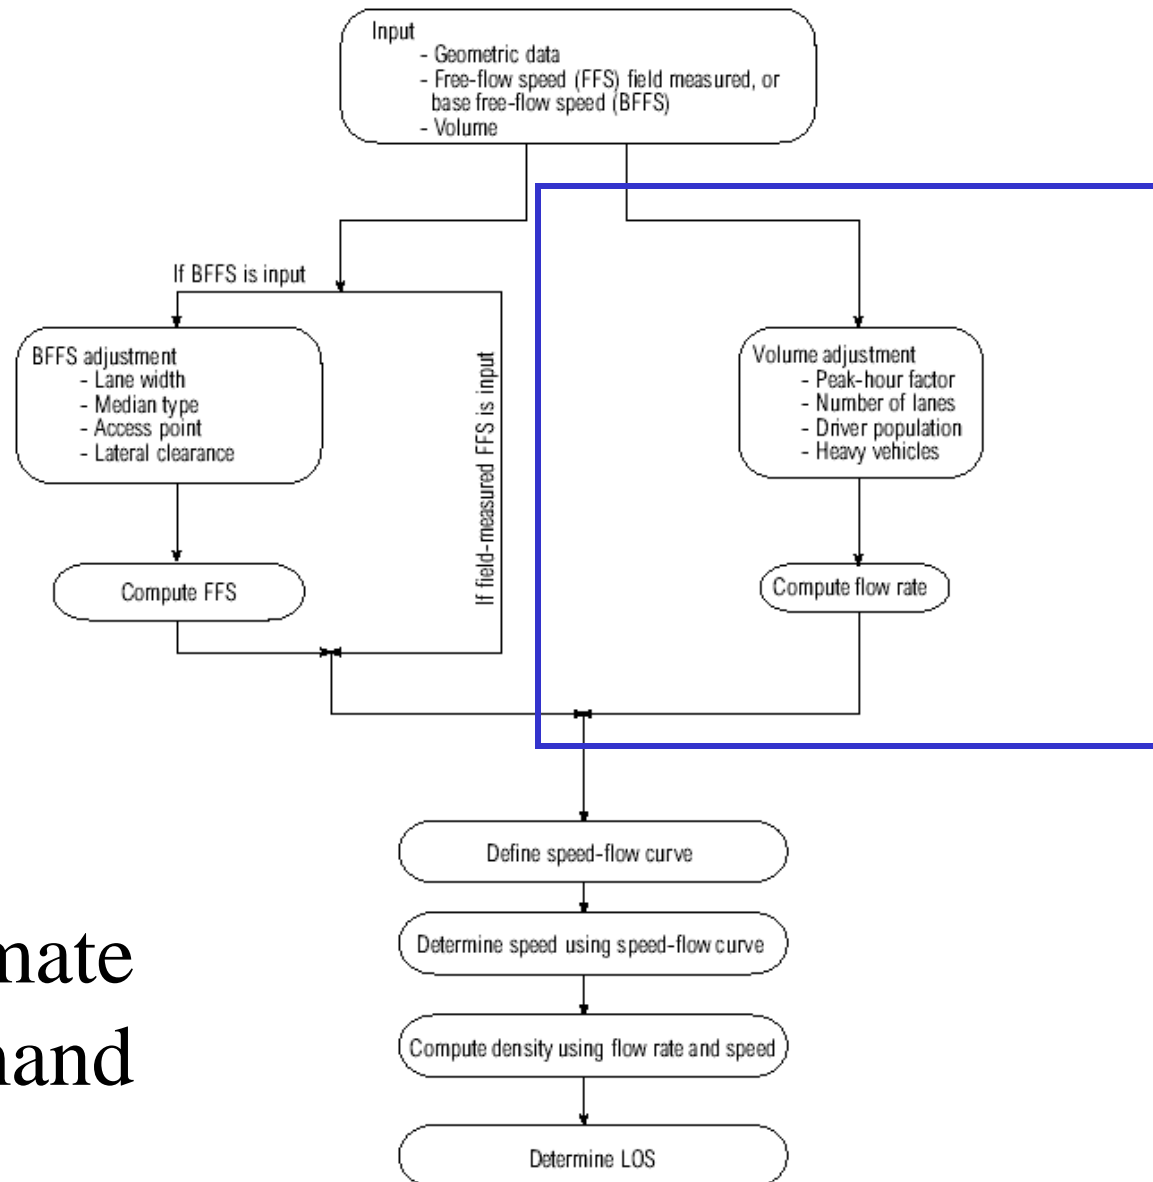 Input
- Geometric data
- Free-flow speed (FFS) field measured, or
base free-flow speed (BFFS)
- Volume
If BFFS is input
BFFS adjustment
- Lane width
- Median type
- Access point
- Lateral clearance
If field-measured FFS is input
Volume adjustment
- Peak-hour factor
- Number of lanes
- Driver population
- Heavy vehicles
Compute FFS
Compute flow rate
Define speed-flow curve
Determine speed using speed-flow curve
Compute density using flow rate and speed
Determine LOS